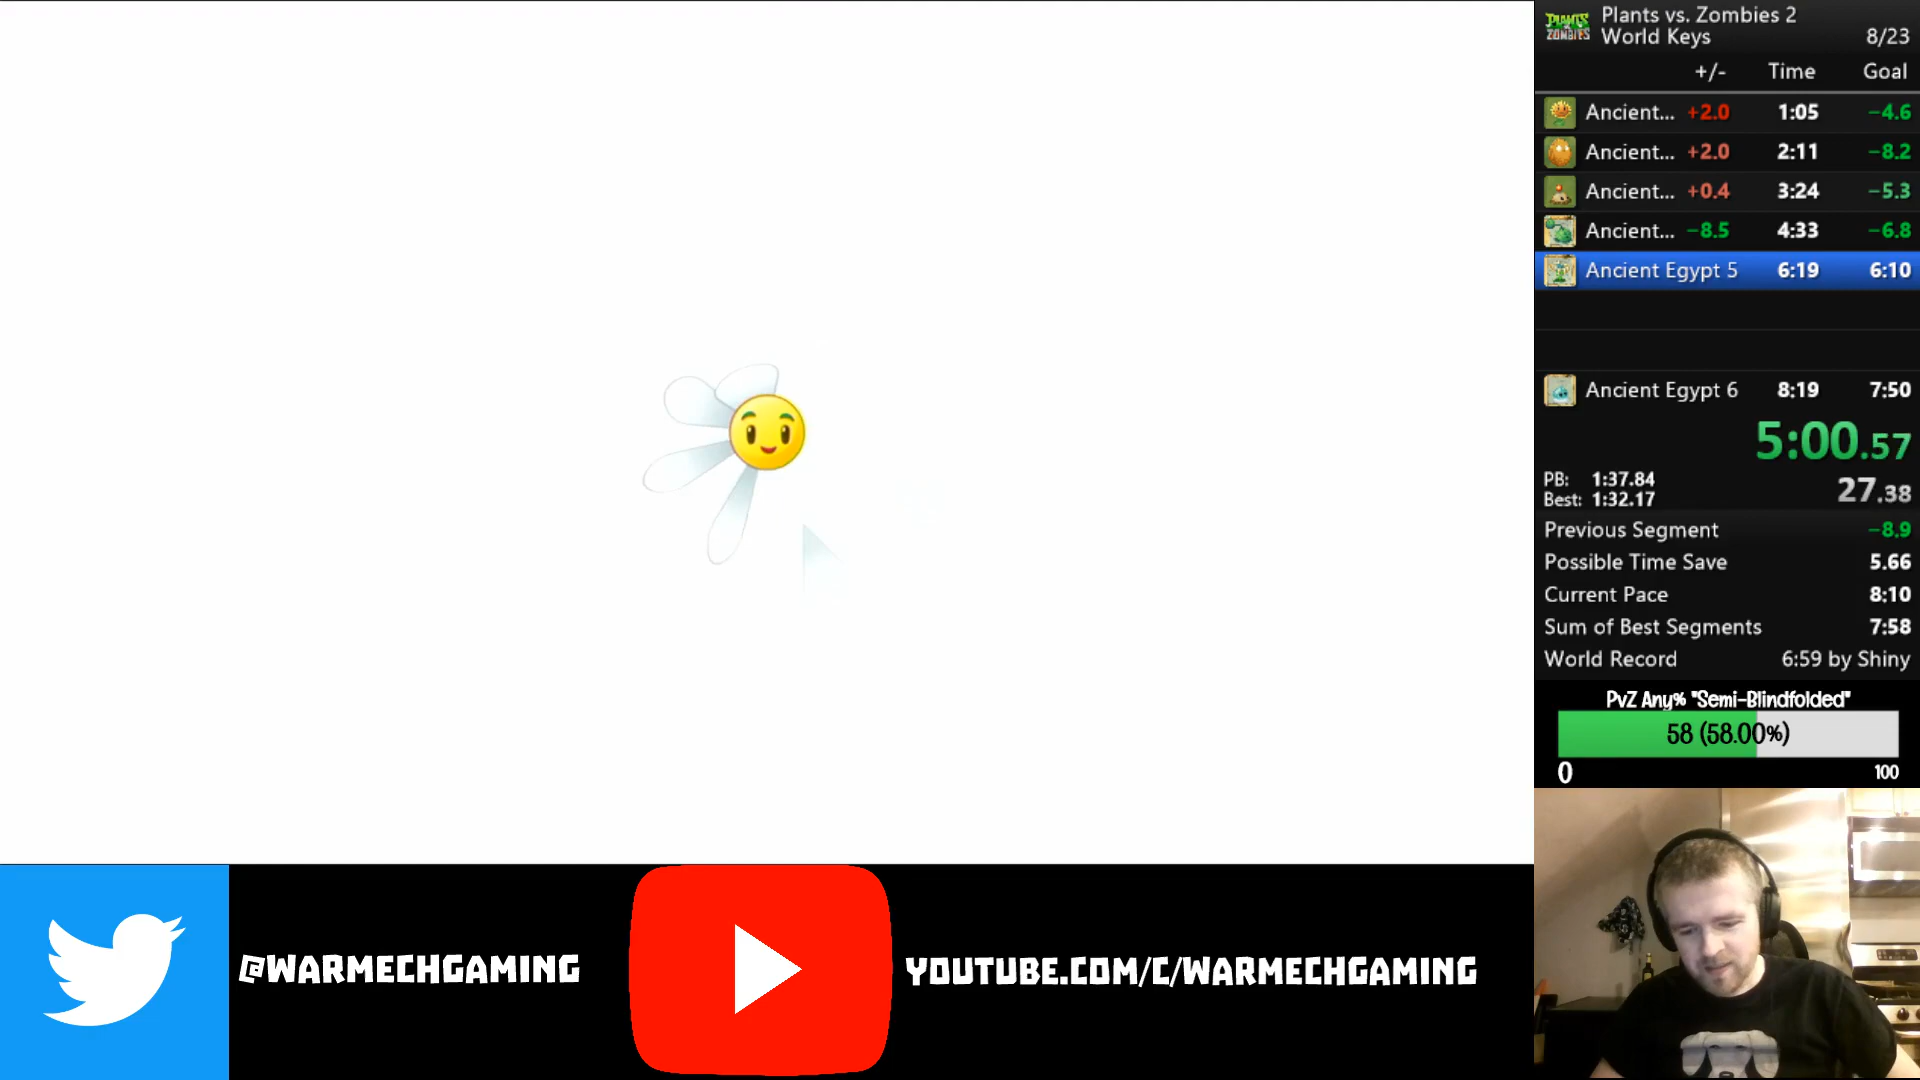 PLANTS
VS.
ZOMBIES
Plants vs. Zombies 2
World Keys 8/23
+/- Time Goal
Ancient... +2.0 1:05 −4.6
Ancient... +2.0 2:11 −8.2
Ancient... +0.4 3:24 −5.3
Ancient... −8.5 4:33 −6.8
Ancient Egypt 5 6:19 6:10
Ancient Egypt 6 8:19 7:50
5:00.57
PB: 1:37.84
Best: 1:32.17
27.38
Previous Segment −8.9
Possible Time Save 5.66
Current Pace 8:10
Sum of Best Segments 7:58
World Record 6:59 by Shiny
PvZ Any% "Semi-Blindfolded"
58 (58.00%)
0 100
@WARMECHGAMING
YOUTUBE.COM/C/WARMECHGAMING